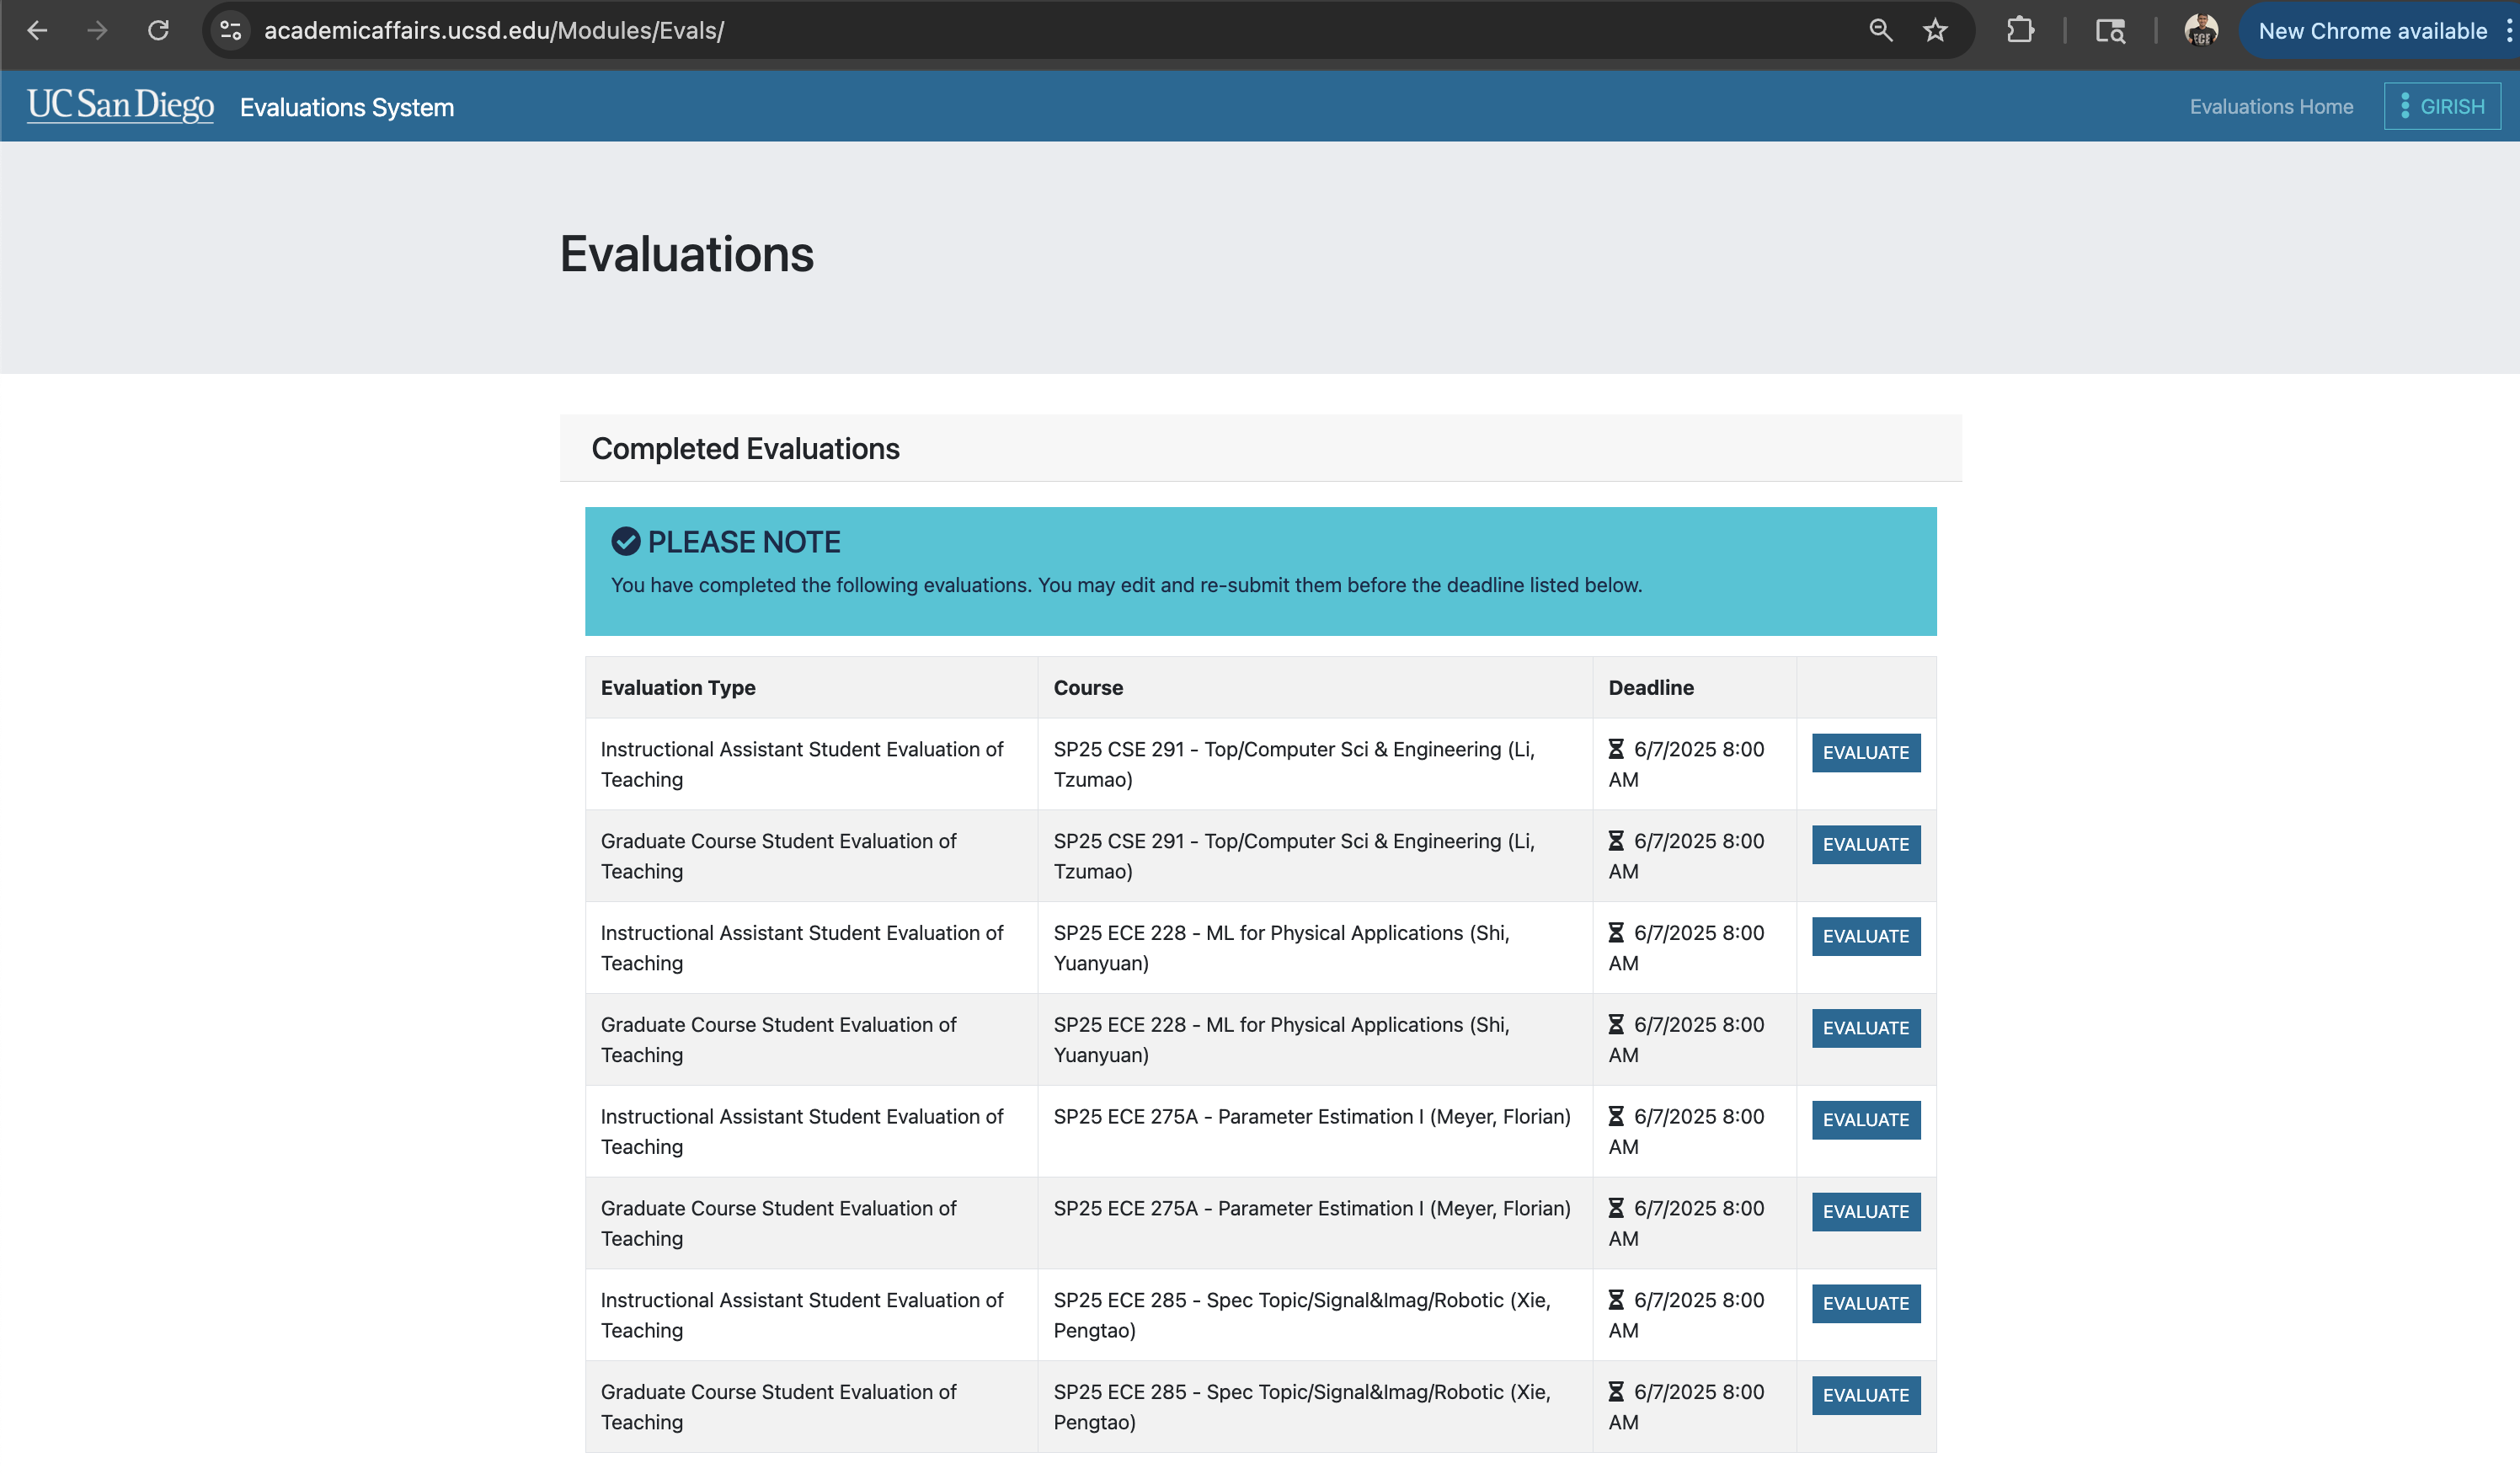 academicaffairs.ucsd.edu/Modules/Evals/
New Chrome available
UC San Diego Evaluations System
Evaluations Home
GIRISH
Evaluations
Completed Evaluations
PLEASE NOTE
You have completed the following evaluations. You may edit and re-submit them before the deadline listed below.
Evaluation Type Course Deadline
Instructional Assistant Student Evaluation of SP25 CSE 291 - Top/Computer Sci & Engineering (Li, 6/7/2025 8:00 EVALUATE
Teaching Tzumao) AM
Graduate Course Student Evaluation of SP25 CSE 291 - Top/Computer Sci & Engineering (Li, 6/7/2025 8:00 EVALUATE
Teaching Tzumao) AM
Instructional Assistant Student Evaluation of SP25 ECE 228 - ML for Physical Applications (Shi, 6/7/2025 8:00 EVALUATE
Teaching Yuanyuan) AM
Graduate Course Student Evaluation of SP25 ECE 228 - ML for Physical Applications (Shi, 6/7/2025 8:00 EVALUATE
Teaching Yuanyuan) AM
Instructional Assistant Student Evaluation of SP25 ECE 275A - Parameter Estimation I (Meyer, Florian) 6/7/2025 8:00 EVALUATE
Teaching AM
Graduate Course Student Evaluation of SP25 ECE 275A - Parameter Estimation I (Meyer, Florian) 6/7/2025 8:00 EVALUATE
Teaching AM
Instructional Assistant Student Evaluation of SP25 ECE 285 - Spec Topic/Signal&Imag/Robotic (Xie, 6/7/2025 8:00 EVALUATE
Teaching Pengtao) AM
Graduate Course Student Evaluation of SP25 ECE 285 - Spec Topic/Signal&Imag/Robotic (Xie, 6/7/2025 8:00 EVALUATE
Teaching Pengtao) AM